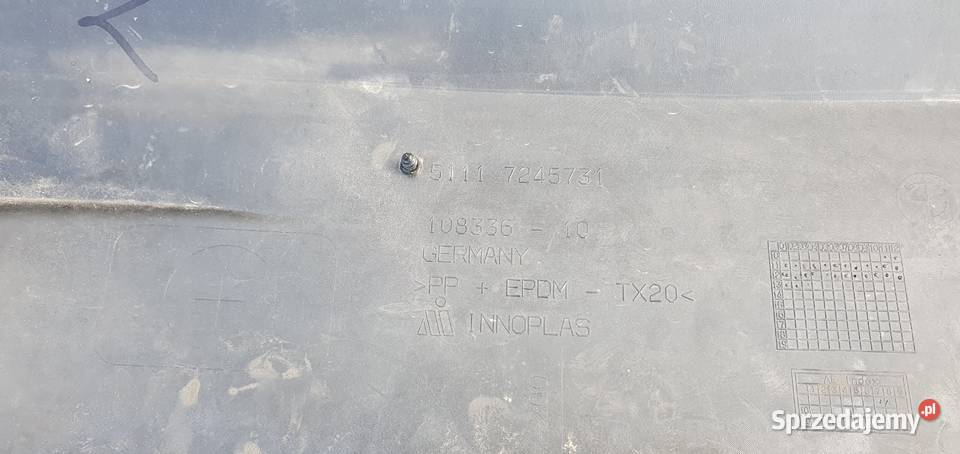 5111 7245731
108336 - 10
GERMANY
>PP + EPDM - TX20<
INNOPLAS
Sprzedajemy.pl